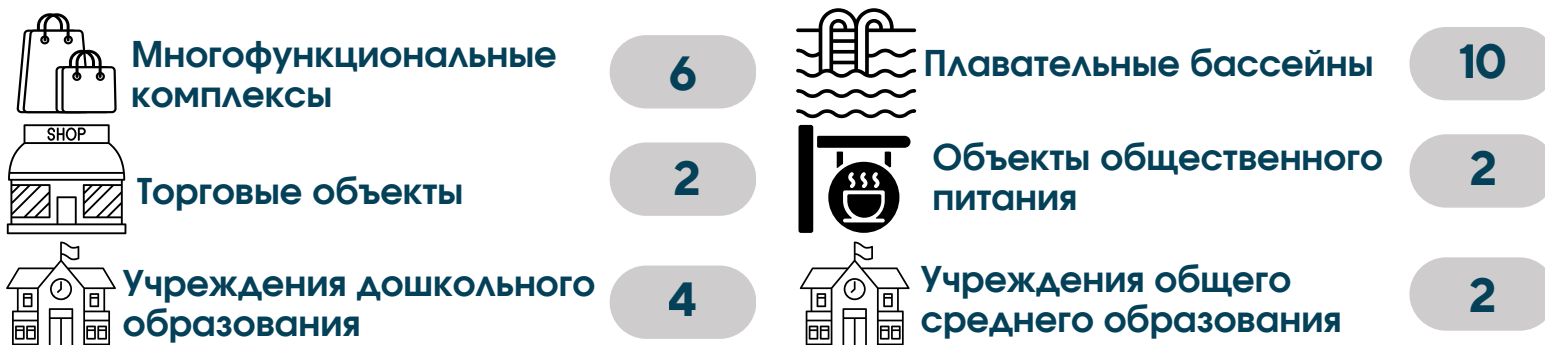 Многофункциональные
комплексы
6
SHOP
Торговые объекты
2
Учреждения дошкольного
образования
4
Плавательные бассейны
10
Объекты общественного
питания
2
Учреждения общего
среднего образования
2